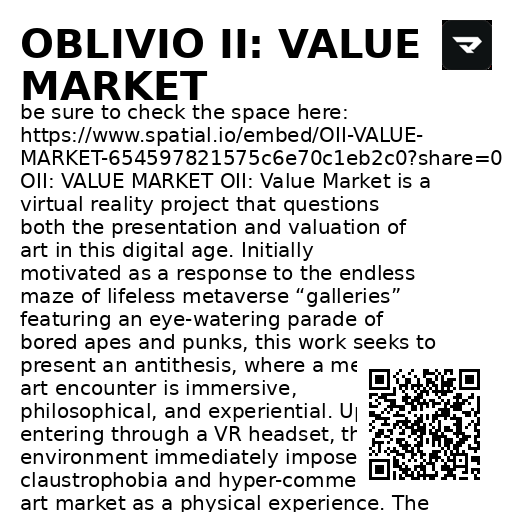 OBLIVIO II: VALUE
MARKET
be sure to check the space here:
https://www.spatial.io/embed/OII-VALUE-
MARKET-654597821575c6e70c1eb2c0?share=0
OII: VALUE MARKET OII: Value Market is a
virtual reality project that questions
both the presentation and valuation of
art in this digital age. Initially
motivated as a response to the endless
maze of lifeless metaverse “galleries”
featuring an eye-watering parade of
bored apes and punks, this work seeks to
present an antithesis, where a
art encounter is immersive,
philosophical, and experiential.
entering through a VR headset,
environment immediately
claustrophobia and
art market as a physical experience. The